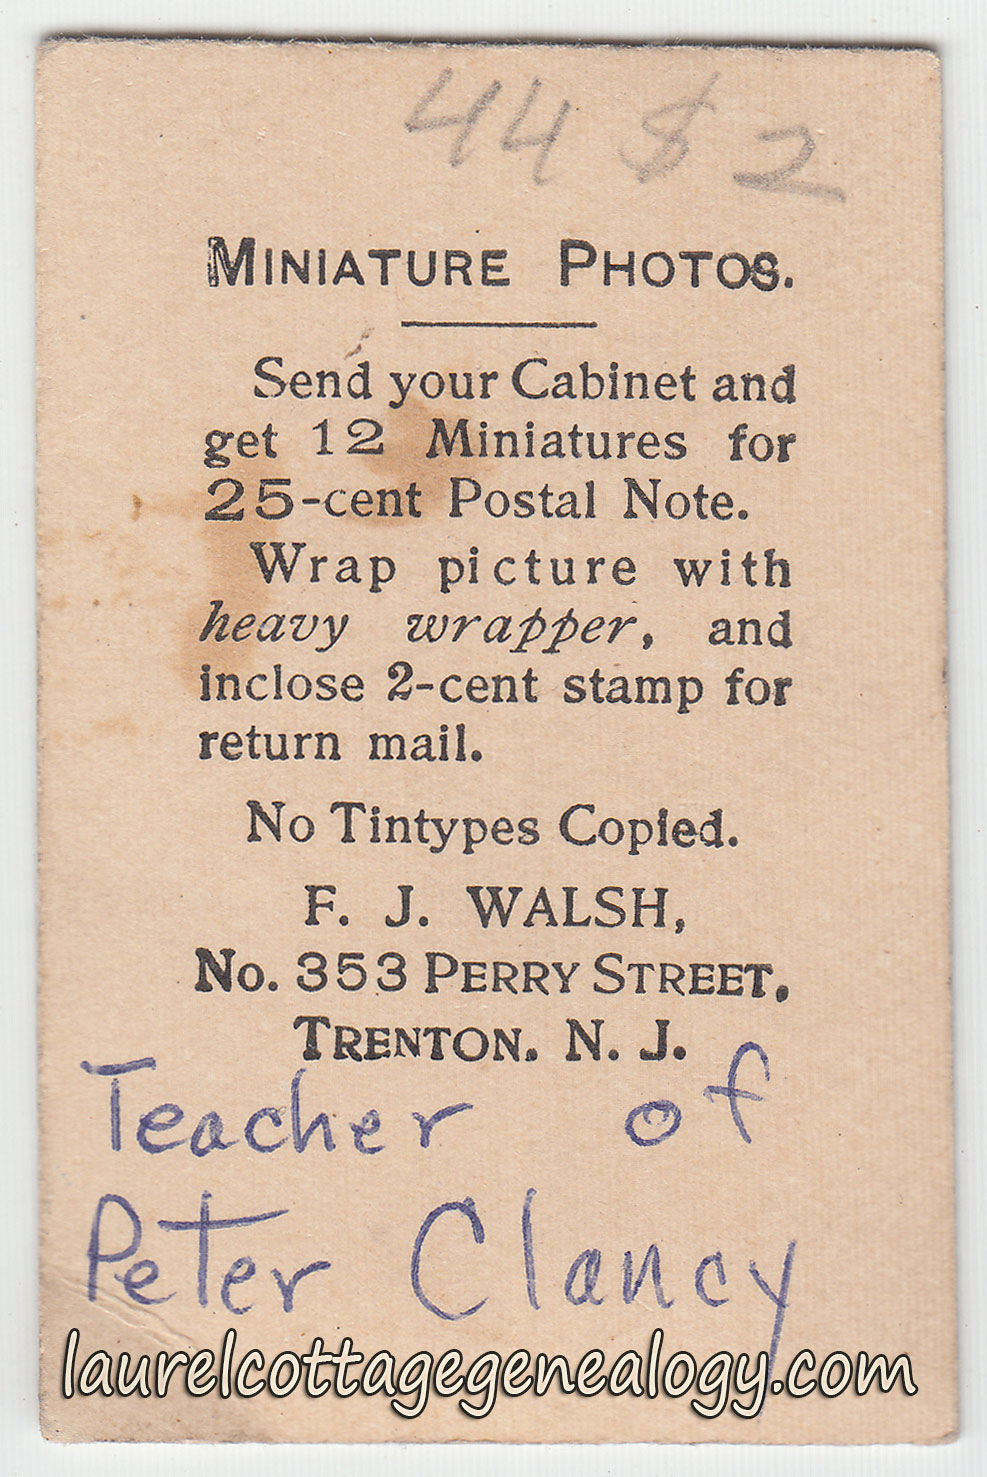 44 $2
MINIATURE PHOTOS.
Send your Cabinet and
get 12 Miniatures for
25-cent Postal Note.
Wrap picture with
heavy wrapper, and
inclose 2-cent stamp for
return mail.
No Tintypes Copied.
F. J. WALSH,
No. 353 PERRY STREET,
TRENTON, N. J.
Teacher of
Peter Clancy
laurelcottagegenealogy.com